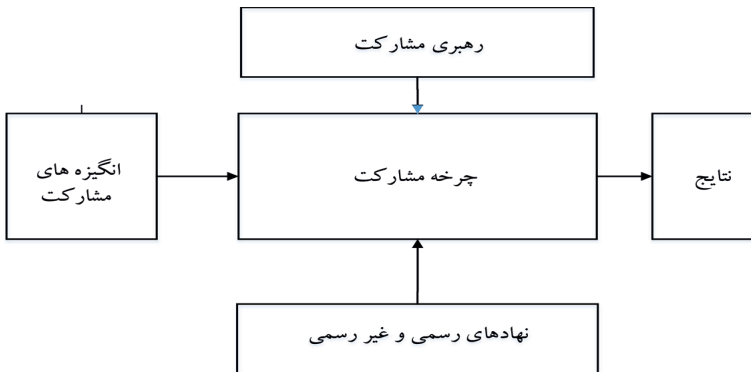 رهبری مشارکت
انگیزه های
مشارکت
چرخه مشارکت
نتایج
نهادهای رسمی و غیر رسمی